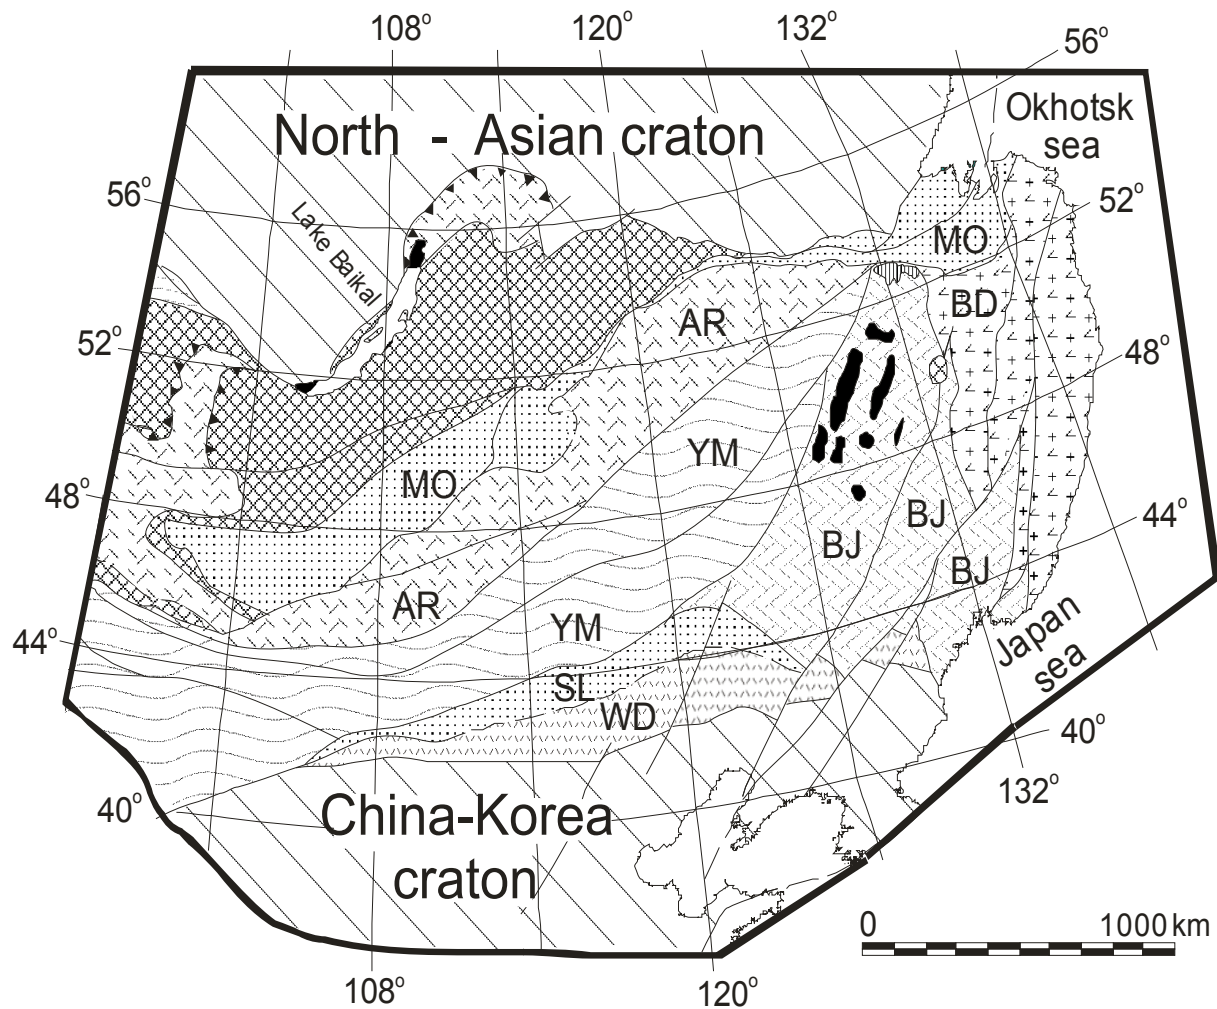 108°
120°
132°
56°
Okhotsk
sea
North - Asian craton
56°
52°
Lake Baikal
MO
BD
AR
52°
48°
YM
MO
48°
BJ
44°
BJ
BJ
AR
YM
44°
Japan
sea
SL
WD
40°
132°
40°
China-Korea
craton
0
1000 km
108°
120°